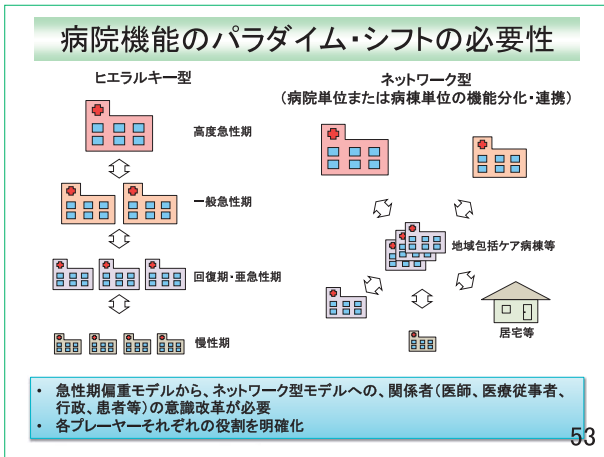 病院機能のパラダイム・シフトの必要性
ヒエラルキー型
高度急性期
一般急性期
回復期・亜急性期
慢性期
ネットワーク型
（病院単位または病棟単位の機能分化・連携）
地域包括ケア病棟等
居宅等
・ 急性期偏重モデルから、ネットワーク型モデルへの、関係者（医師、医療従事者、
行政、患者等）の意識改革が必要
・ 各プレーヤーそれぞれの役割を明確化
53